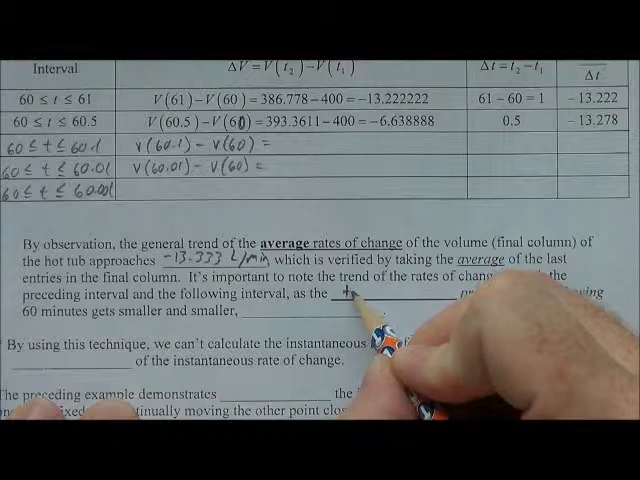 Interval ΔV = V(t₂) − V(t₁) Δt = t₂ − t₁ Δt
60 ≤ t ≤ 61 V(61) − V(60) = 386.778 − 400 = −13.222222 61 − 60 = 1 −13.222
60 ≤ t ≤ 60.5 V(60.5) − V(60) = 393.3611 − 400 = −6.638888 0.5 −13.278
60 ≤ t ≤ 60.1 V(60.1) − V(60) =
60 ≤ t ≤ 60.01 V(60.01) − V(60) =
60 ≤ t ≤ 60.001
By observation, the general trend of the average rates of change of the volume (final column) of
the hot tub approaches −13.333 L/min which is verified by taking the average of the last
entries in the final column. It's important to note the trend of the rates of change the
preceding interval and the following interval, as the
60 minutes gets smaller and smaller,
By using this technique, we can't calculate the instantaneous
of the instantaneous rate of change.
The preceding example demonstrates the
continually moving the other point